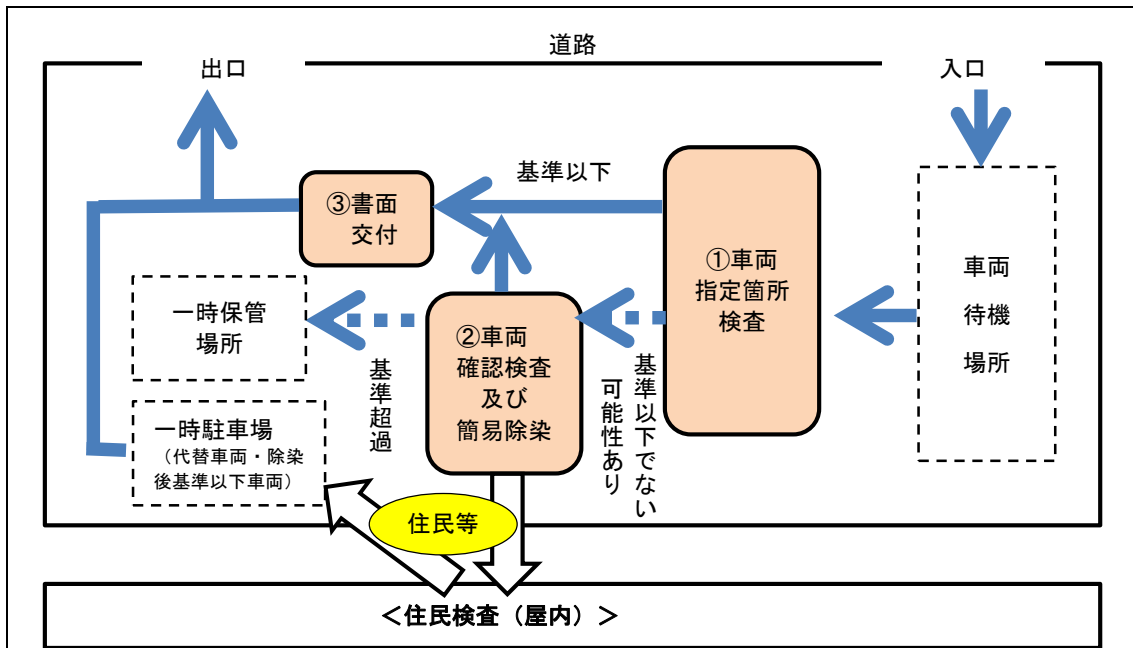 道路
出口
入口
基準以下
③書面
交付
①車両
指定箇所
検査
車両
待機
場所
一時保管
場所
基準超過
②車両
確認検査
及び
簡易除染
基準以下でない
可能性あり
一時駐車場
（代替車両・除染
後基準以下車両）
住民等
＜住民検査（屋内）＞